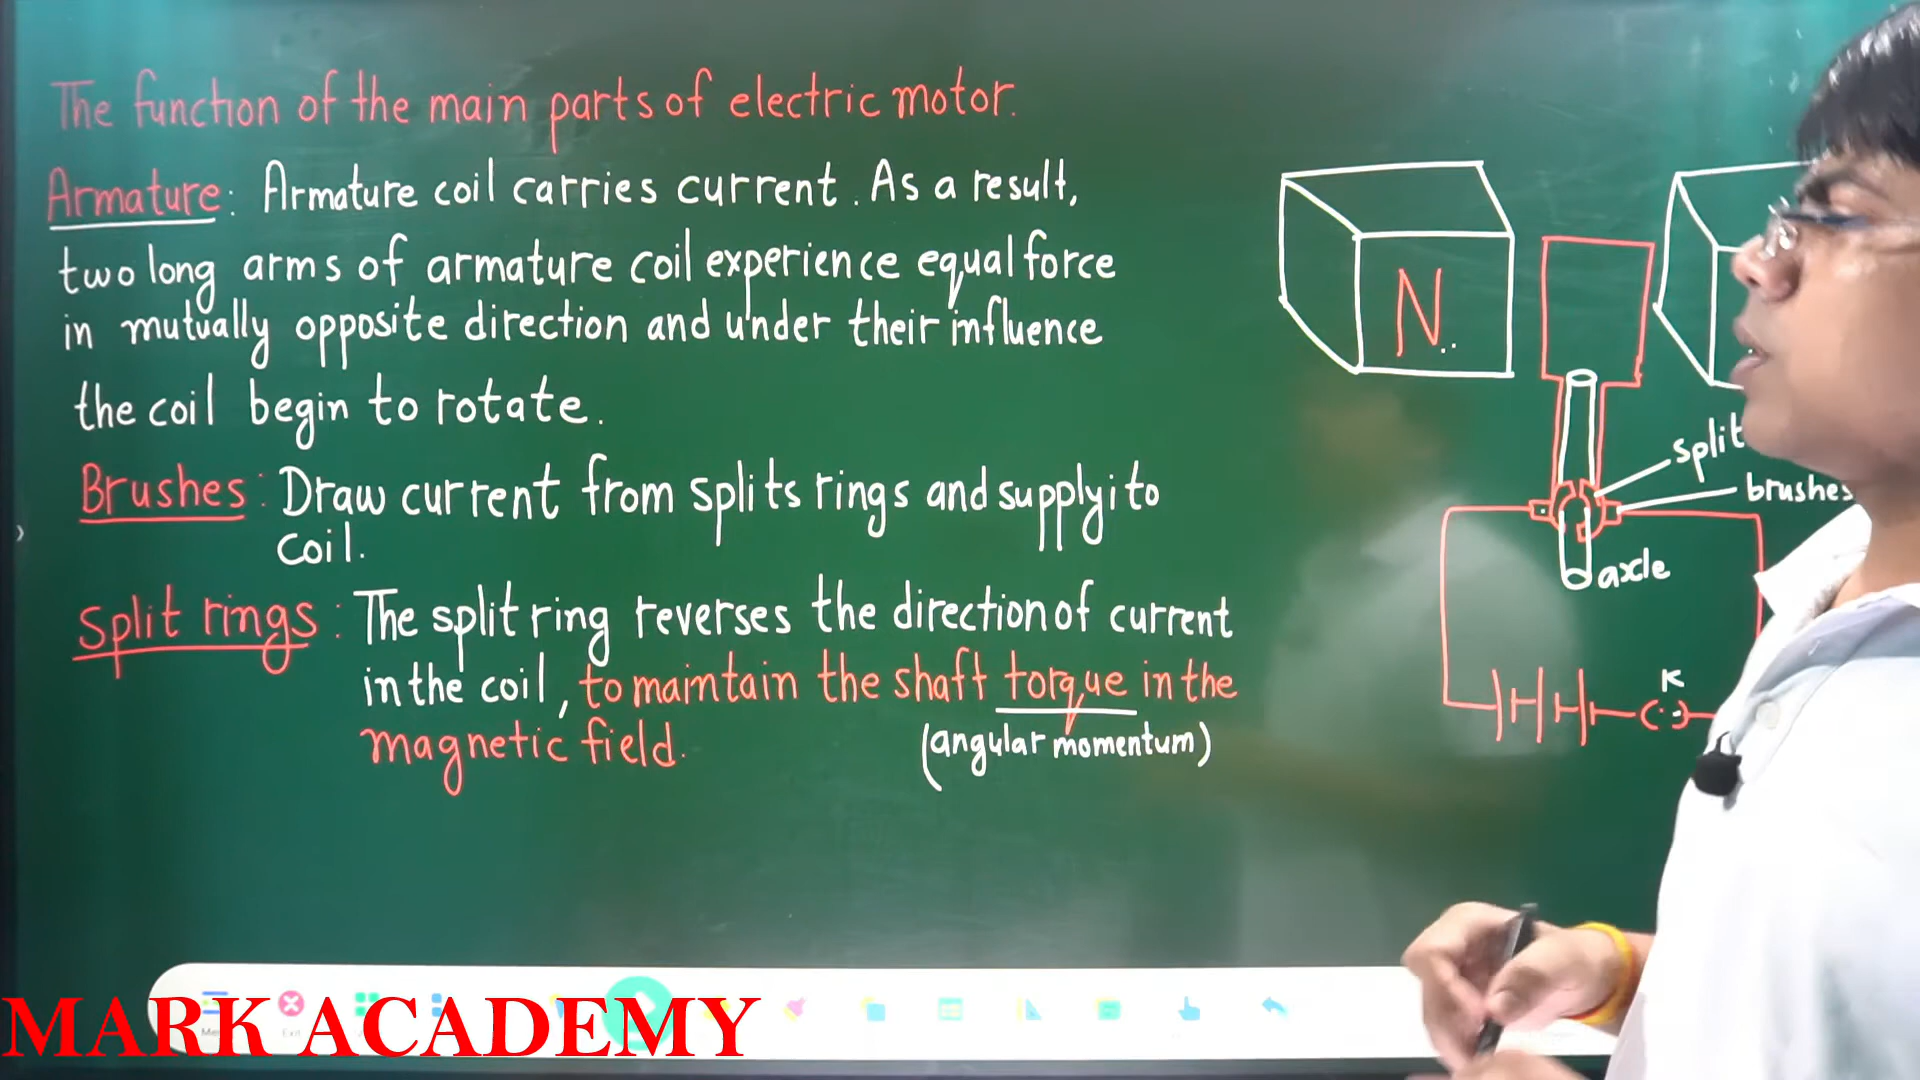 The function of the main parts of electric motor.
Armature: Armature coil carries current. As a result,
two long arms of armature coil experience equal force
in mutually opposite direction and under their influence
the coil begin to rotate.
Brushes: Draw current from splits rings and supply i to
coil.
Split rings: The split ring reverses the direction of current
in the coil, to maintain the shaft torque in the
magnetic field. (angular momentum)
N
split
brushes
axle
K
MARK ACADEMY